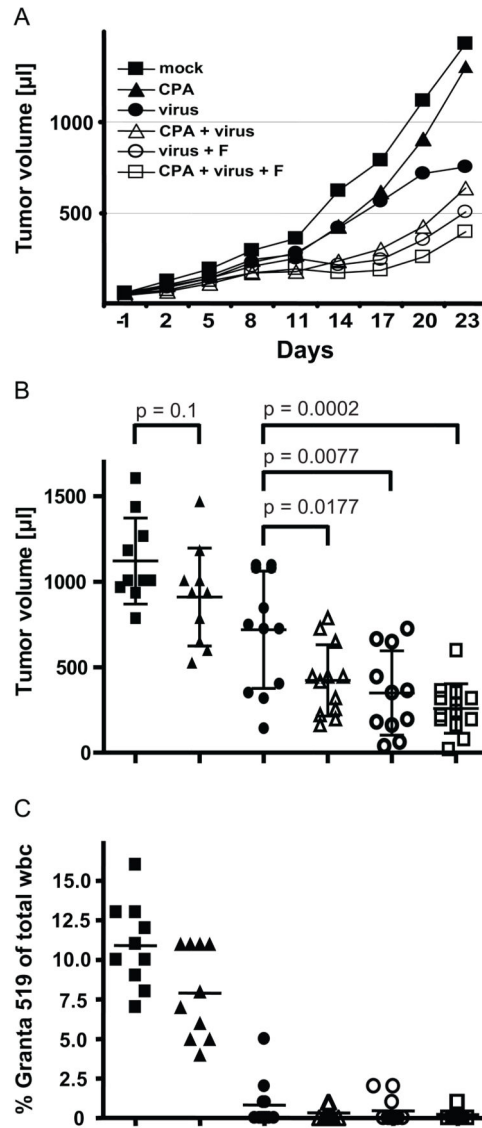 A
Tumor volume [µl]
1000
500
mock
CPA
virus
CPA + virus
virus + F
CPA + virus + F
-1 2 5 8 11 14 17 20 23
Days
B
p = 0.1
p = 0.0002
p = 0.0077
p = 0.0177
Tumor volume [µl]
1500
1000
500
0
C
% Granta 519 of total wbc
15.0
12.5
10.0
7.5
5.0
2.5
0